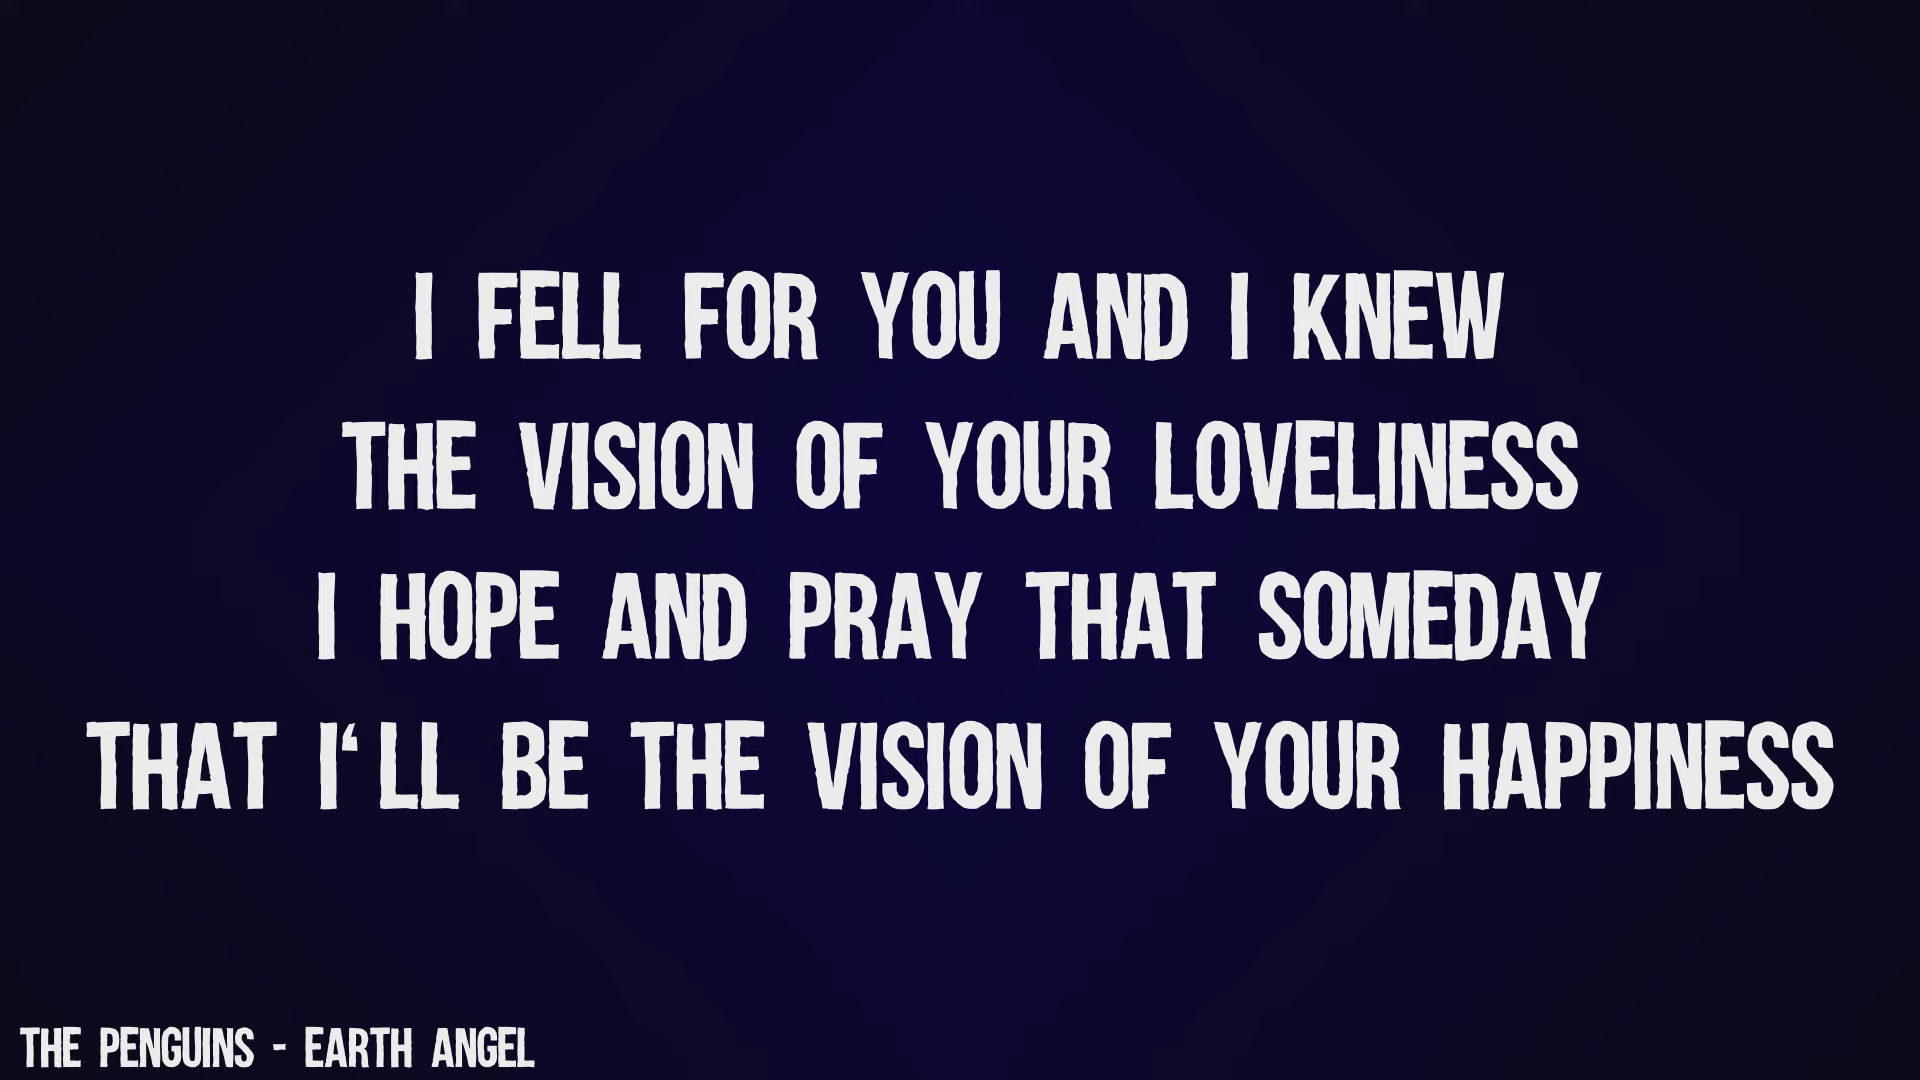 I FELL FOR YOU AND I KNEW
THE VISION OF YOUR LOVELINESS
I HOPE AND PRAY THAT SOMEDAY
THAT I‘LL BE THE VISION OF YOUR HAPPINESS
THE PENGUINS - EARTH ANGEL